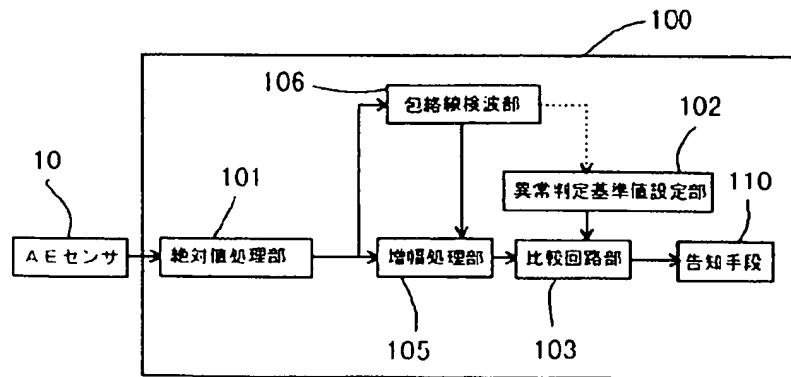 100
106
包絡線検波部
102
10
101
異常判定基準値設定部
110
AEセンサ
絶対値処理部
増幅処理部
比較回路部
告知手段
105
103